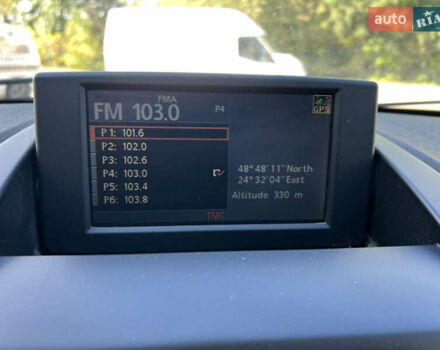 auto RIA
FMA
FM 103.0 P4
GPS
P1: 101.6
P2: 102.0
P3: 102.6
P4: 103.0
P5: 103.4
P6: 103.8
48°48'11"North
24°32'04"East
Altitude 330 m
TMC